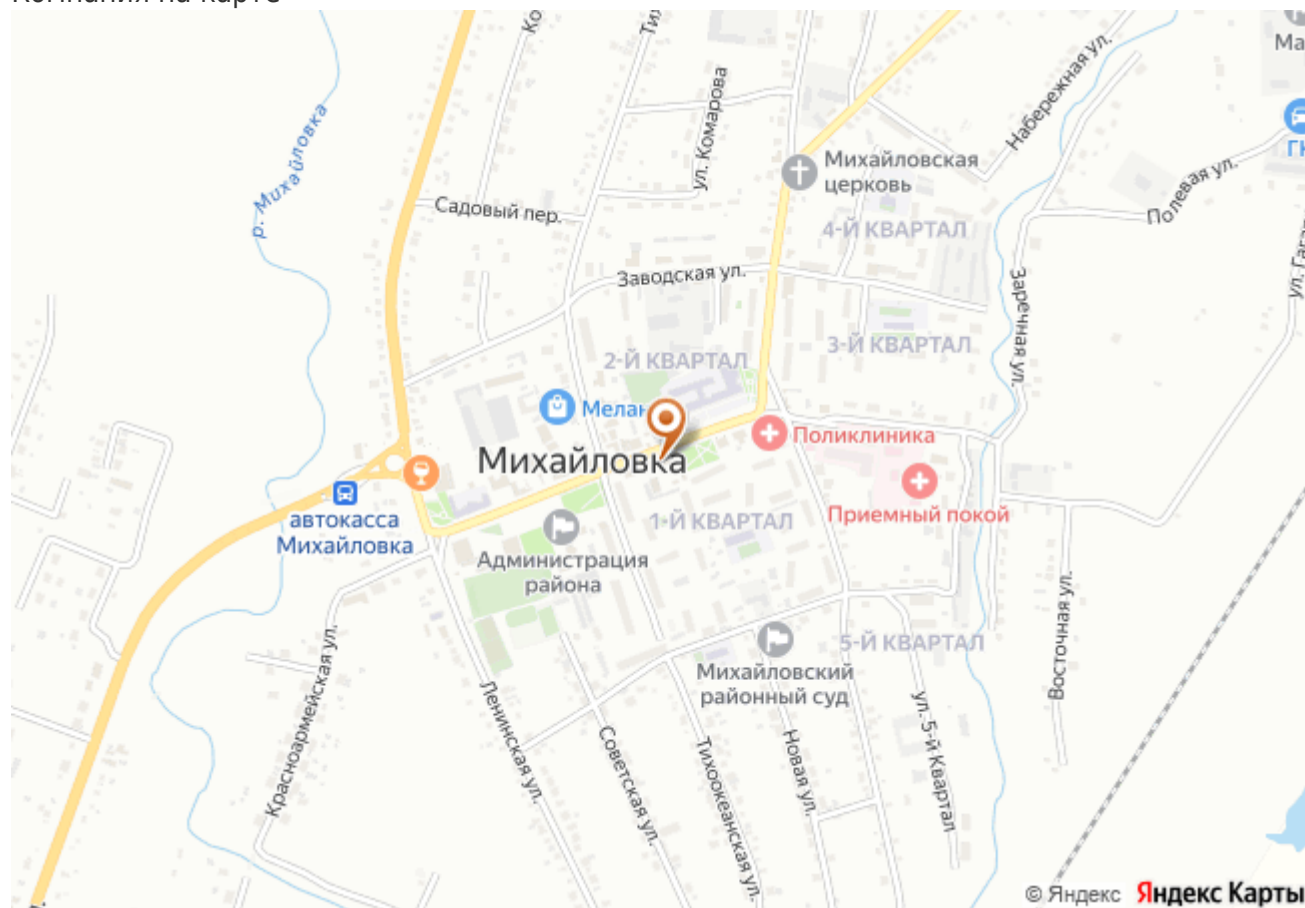 Компания на карте
р. Михайловка
ул. Комарова
Набережная ул.
Михайловская
церковь
Полевая ул.
Садовый пер.
4-Й КВАРТАЛ
Заводская ул.
Заречная ул.
3-Й КВАРТАЛ
2-Й КВАРТАЛ
Поликлиника
Михайловка
Приемный покой
автокасса
Михайловка
1-Й КВАРТАЛ
Администрация
района
Красноармейская ул.
Ленинская ул.
Советская ул.
Тихоокеанская ул.
Новая ул.
Михайловский
районный суд
5-Й КВАРТАЛ
ул. 5-й Квартал
Восточная ул.
© Яндекс Яндекс Карты